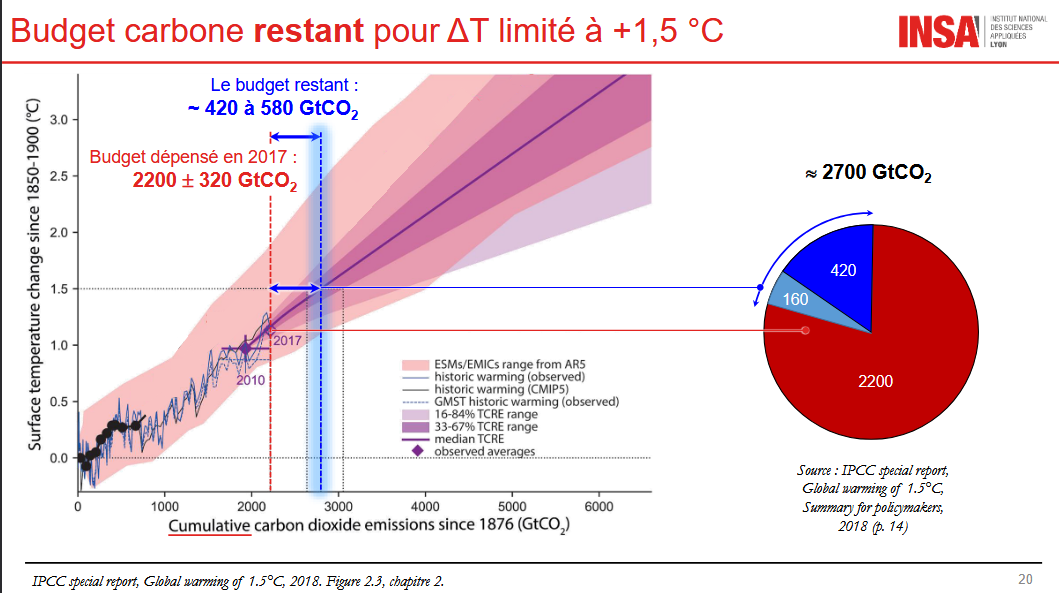 Budget carbone restant pour ΔT limité à +1,5 °C
INSA
INSTITUT NATIONAL
DES SCIENCES
APPLIQUÉES
LYON
Le budget restant :
~ 420 à 580 GtCO₂
Budget dépensé en 2017 :
2200 ± 320 GtCO₂
Surface temperature change since 1850-1900 (°C)
3.0
2.5
2.0
1.5
1.0
0.5
0.0
2017
2010
ESMs/EMICs range from AR5
historic warming (observed)
historic warming (CMIP5)
GMST historic warming (observed)
16-84% TCRE range
33-67% TCRE range
median TCRE
observed averages
0
1000
2000
3000
4000
5000
6000
Cumulative carbon dioxide emissions since 1876 (GtCO₂)
≈ 2700 GtCO₂
420
160
2200
Source : IPCC special report,
Global warming of 1.5°C,
Summary for policymakers,
2018 (p. 14)
IPCC special report, Global warming of 1.5°C, 2018. Figure 2.3, chapitre 2.
20